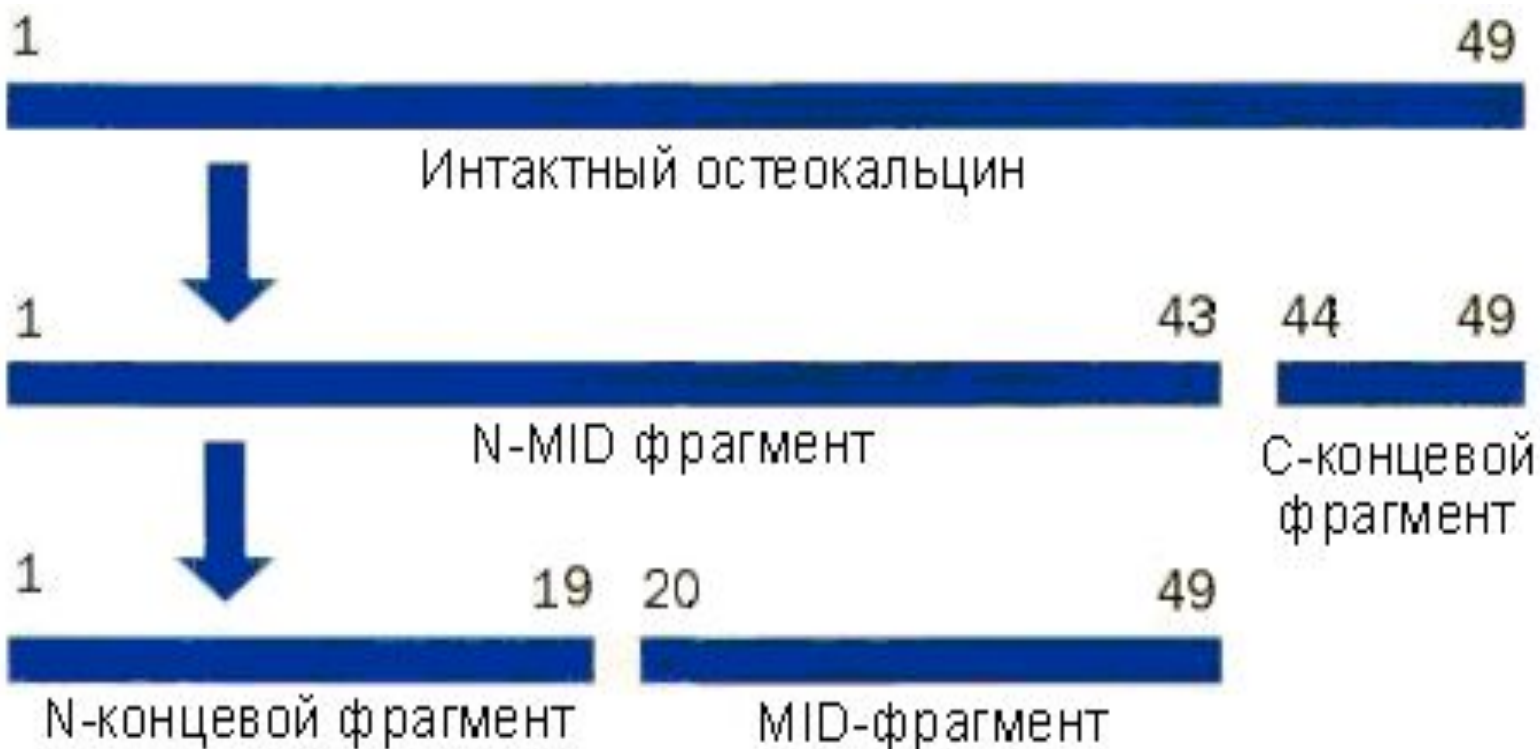 1 49
Интактный остеокальцин
1 43 44 49
N-MID фрагмент
С-концевой
фрагмент
1 19 20 49
N-концевой фрагмент
MID-фрагмент